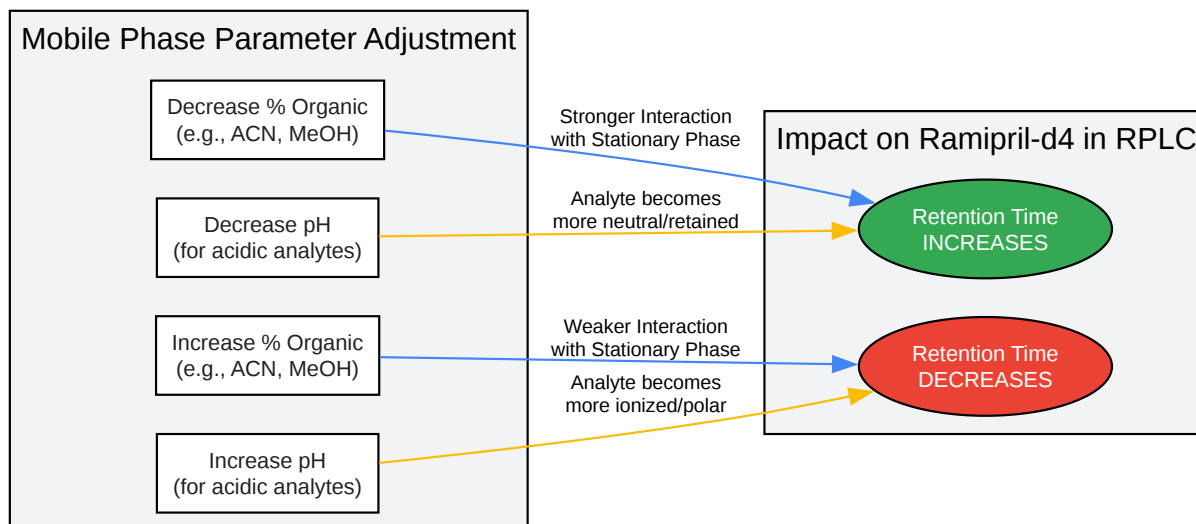 Mobile Phase Parameter Adjustment
Decrease % Organic
(e.g., ACN, MeOH)
Decrease pH
(for acidic analytes)
Increase % Organic
(e.g., ACN, MeOH)
Increase pH
(for acidic analytes)
Stronger Interaction
with Stationary Phase
Analyte becomes
more neutral/retained
Weaker Interaction
with Stationary Phase
Analyte becomes
more ionized/polar
Impact on Ramipril-d4 in RPLC
Retention Time
INCREASES
Retention Time
DECREASES